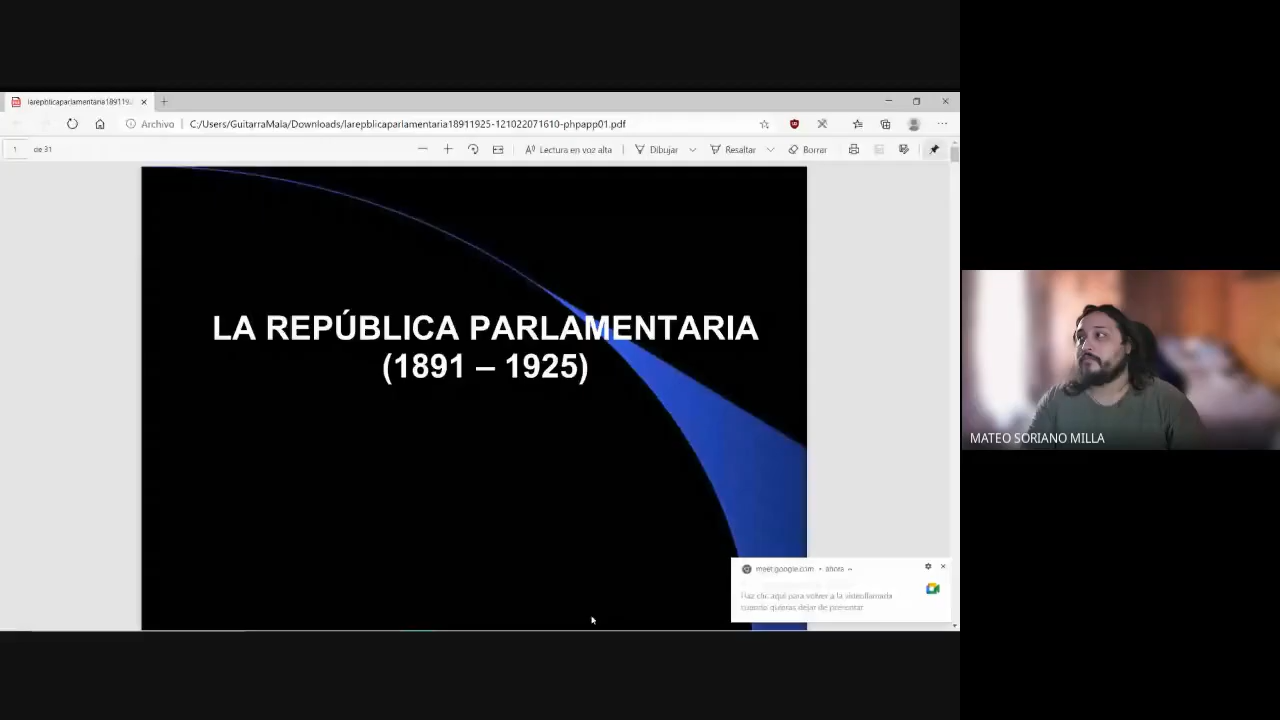 larepblicaparlamentaria189119.
Archivo
C:/Users/GuitarraMala/Downloads/larepblicaparlamentaria18911925-121022071610-phpapp01.pdf
1 de 31
Lectura en voz alta
Dibujar
Resaltar
Borrar
LA REPÚBLICA PARLAMENTARIA
(1891 – 1925)
MATEO SORIANO MILLA
meet.google.com • ahora
Haz clic aquí para volver a la videollamada
cuando quieras dejar de presentar